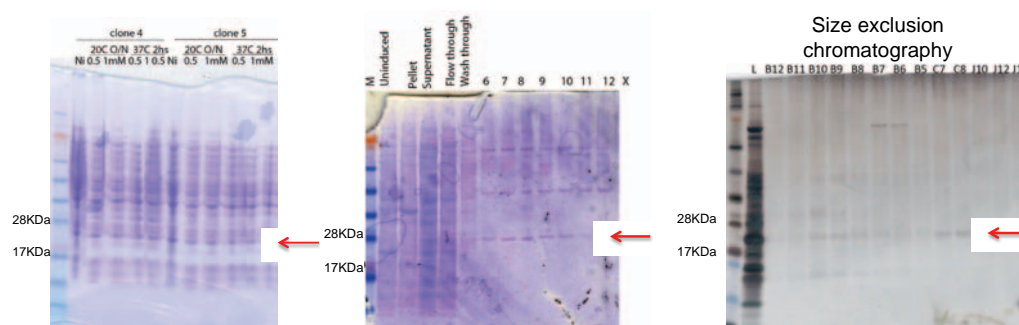 clone 4 clone 5
20C O/N 37C 2hs 20C O/N 37C 2hs
Ni 0.5 1mM 0.5 1 0.5 Ni 0.5 1mM 0.5 1mM
28KDa
17KDa
M
Uninduced
Pellet
Supernatant
Flow through
Wash through
6 7 8 9 10 11 12 X
28KDa
17KDa
Size exclusion
chromatography
L B12 B11 B10 B9 B8 B7 B6 B5 C7 C8 J10 J12
28KDa
17KDa